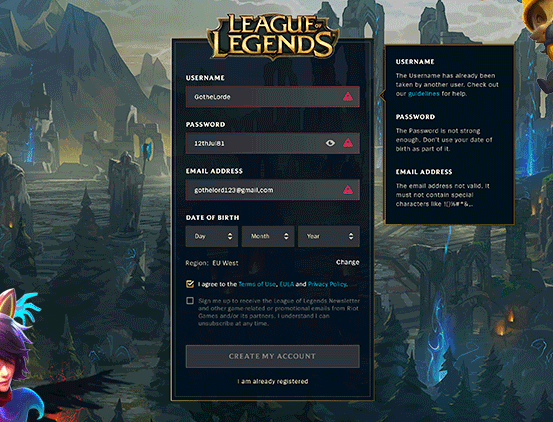 LEAGUE OF
LEGENDS
USERNAME
GotheLorde
PASSWORD
12thJul81
EMAIL ADDRESS
gothelord123@gmail,com
DATE OF BIRTH
Day Month Year
Region: EU West Change
I agree to the Terms of Use, EULA and Privacy Policy.
Sign me up to receive the League of Legends Newsletter
and other game-related or promotional emails from Riot
Games and/or its partners. I understand I can
unsubscribe at any time.
CREATE MY ACCOUNT
I am already registered
USERNAME
The Username has already been
taken by another user. Check out
our guidelines for help.
PASSWORD
The Password is not strong
enough. Don't use your date of
birth as part of it.
EMAIL ADDRESS
The email address not valid. It
must not contain special
characters like !()%#*&,..